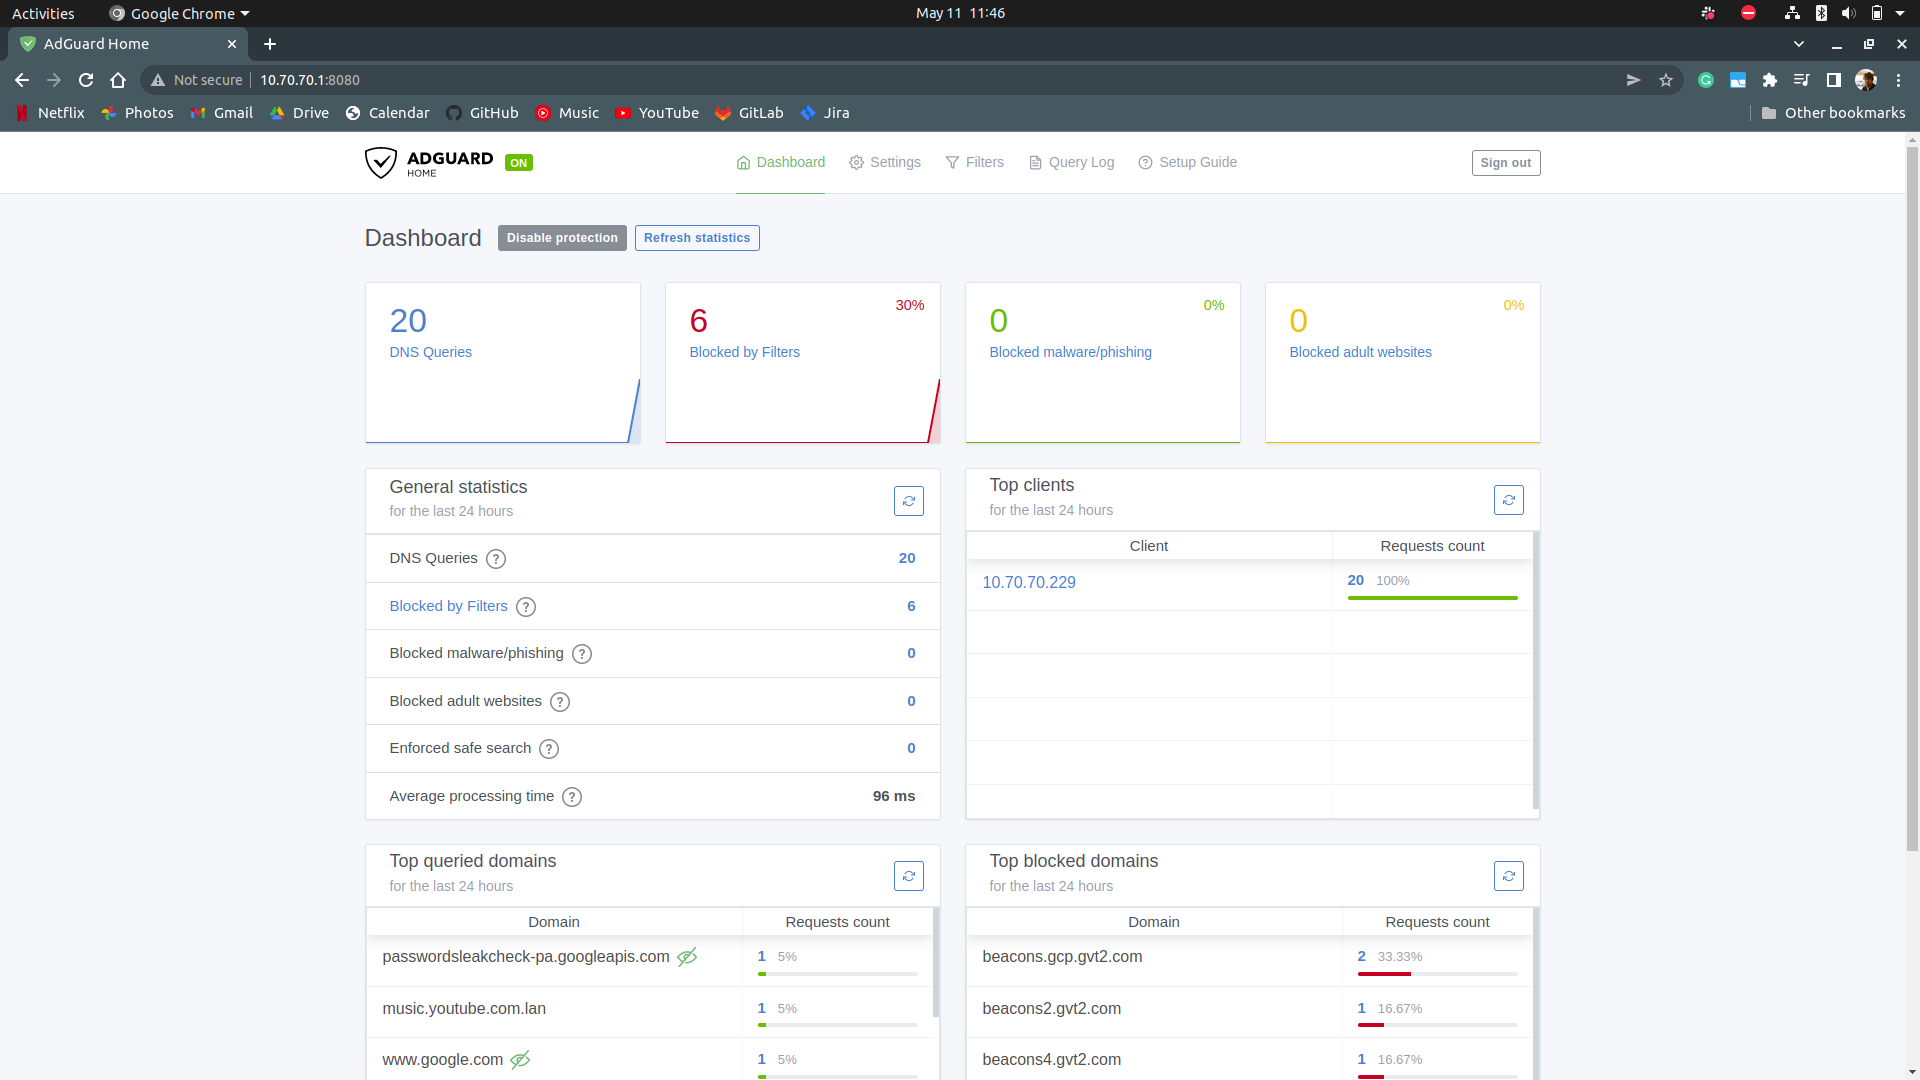 Activities
Google Chrome
May 11 11:46
AdGuard Home
Not secure
10.70.70.1:8080
Netflix
Photos
Gmail
Drive
Calendar
GitHub
Music
YouTube
GitLab
Jira
Other bookmarks
ADGUARD
HOME
ON
Dashboard
Settings
Filters
Query Log
Setup Guide
Sign out
Dashboard
Disable protection
Refresh statistics
20
DNS Queries
30%
6
Blocked by Filters
0%
0
Blocked malware/phishing
0%
0
Blocked adult websites
General statistics
for the last 24 hours
DNS Queries ? 20
Blocked by Filters ? 6
Blocked malware/phishing ? 0
Blocked adult websites ? 0
Enforced safe search ? 0
Average processing time ? 96 ms
Top clients
for the last 24 hours
Client Requests count
10.70.70.229 20 100%
Top queried domains
for the last 24 hours
Domain Requests count
passwordsleakcheck-pa.googleapis.com 1 5%
music.youtube.com.lan 1 5%
www.google.com 1 5%
Top blocked domains
for the last 24 hours
Domain Requests count
beacons.gcp.gvt2.com 2 33.33%
beacons2.gvt2.com 1 16.67%
beacons4.gvt2.com 1 16.67%